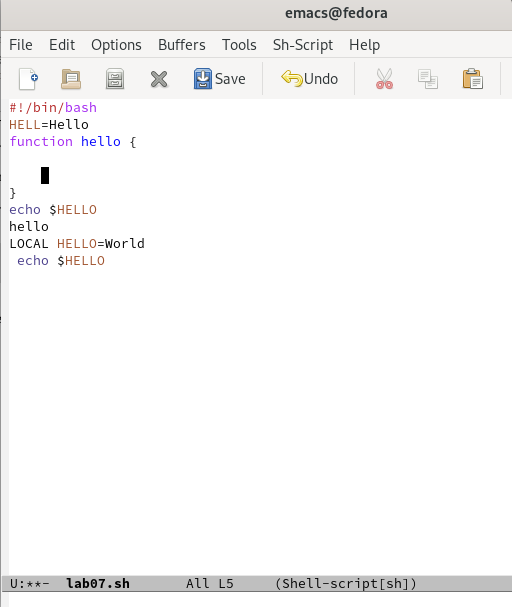 emacs@fedora
File Edit Options Buffers Tools Sh-Script Help
Save Undo
#!/bin/bash
HELL=Hello
function hello {
}
echo $HELLO
hello
LOCAL HELLO=World
 echo $HELLO
U:**- lab07.sh All L5 (Shell-script[sh])